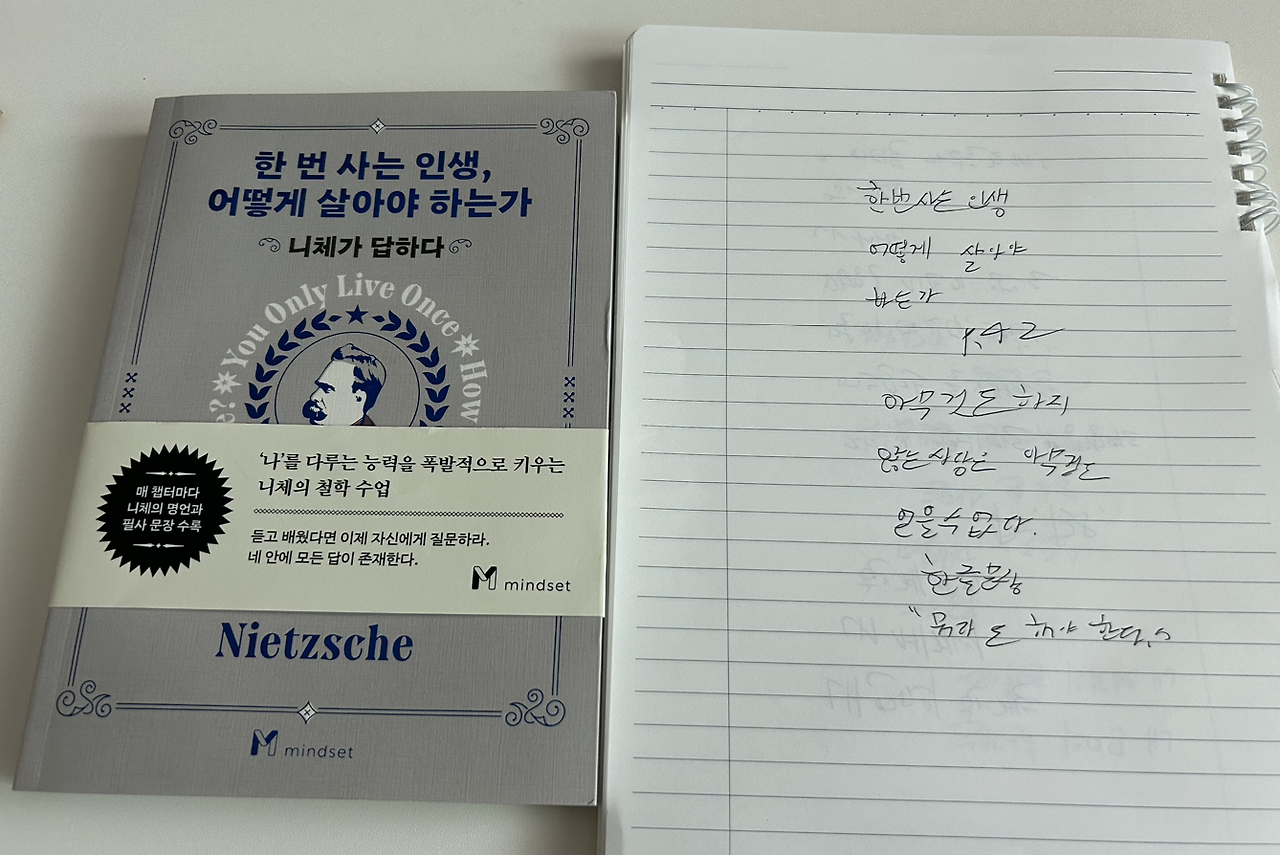 한 번 사는 인생,
어떻게 살아야 하는가
니체가 답하다
You Only Live Once
How
e?
매 챕터마다
니체의 명언과
필사 문장 수록
'나'를 다루는 능력을 폭발적으로 키우는
니체의 철학 수업
듣고 배웠다면 이제 자신에게 질문하라.
네 안에 모든 답이 존재한다.
mindset
Nietzsche
mindset
한번 사는 인생
어떻게 살아야
하는가
P.42
아무것도 하지
않는 사람은 아무것도
얻을 수 없다.
한글문장
"뭐라도 해야 한다."